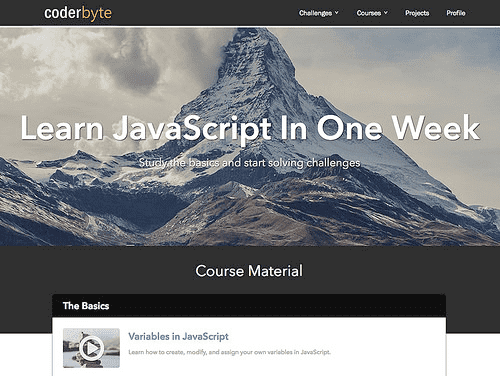 coderbyte
Challenges Courses Projects Profile
Learn JavaScript In One Week
Study the basics and start solving challenges
Course Material
The Basics
Variables in JavaScript
Learn how to create, modify, and assign your own variables in JavaScript.